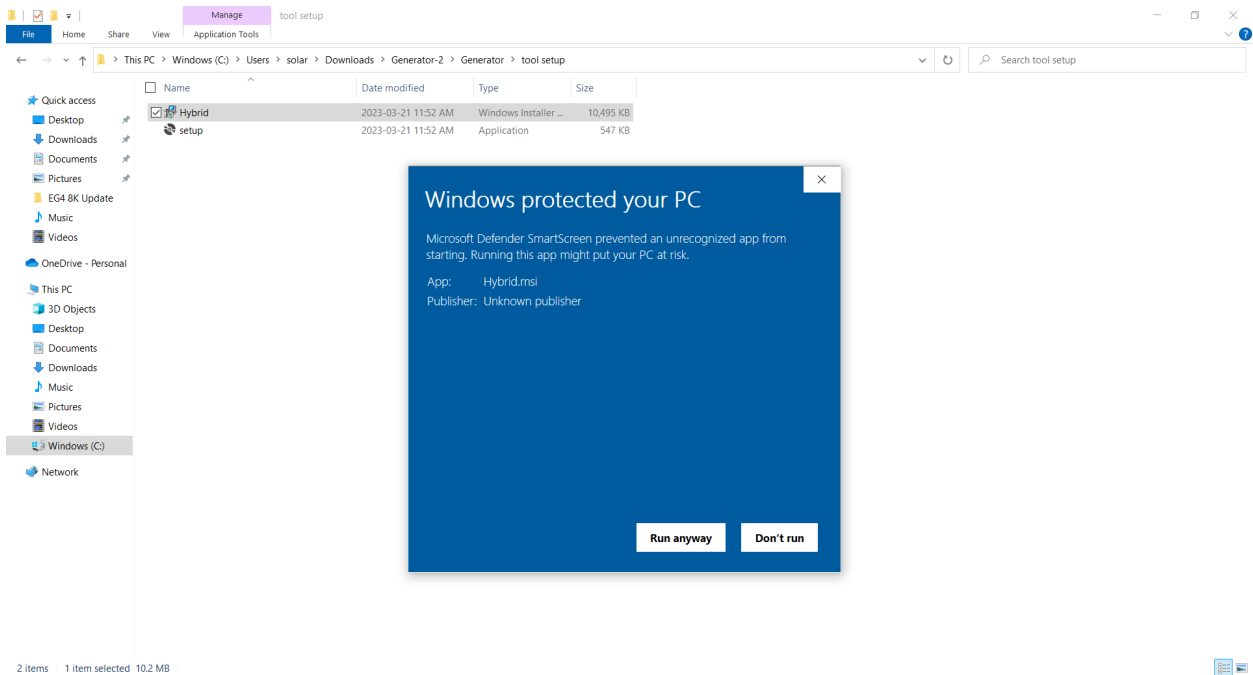 Manage tool setup
File Home Share View Application Tools
This PC > Windows (C:) > Users > solar > Downloads > Generator-2 > Generator > tool setup
Search tool setup
Name Date modified Type Size
Hybrid 2023-03-21 11:52 AM Windows Installer ... 10,495 KB
setup 2023-03-21 11:52 AM Application 547 KB
Quick access
Desktop
Downloads
Documents
Pictures
EG4 8K Update
Music
Videos
OneDrive - Personal
This PC
3D Objects
Desktop
Documents
Downloads
Music
Pictures
Videos
Windows (C:)
Network
Windows protected your PC
Microsoft Defender SmartScreen prevented an unrecognized app from
starting. Running this app might put your PC at risk.
App: Hybrid.msi
Publisher: Unknown publisher
Run anyway Don't run
2 items 1 item selected 10.2 MB